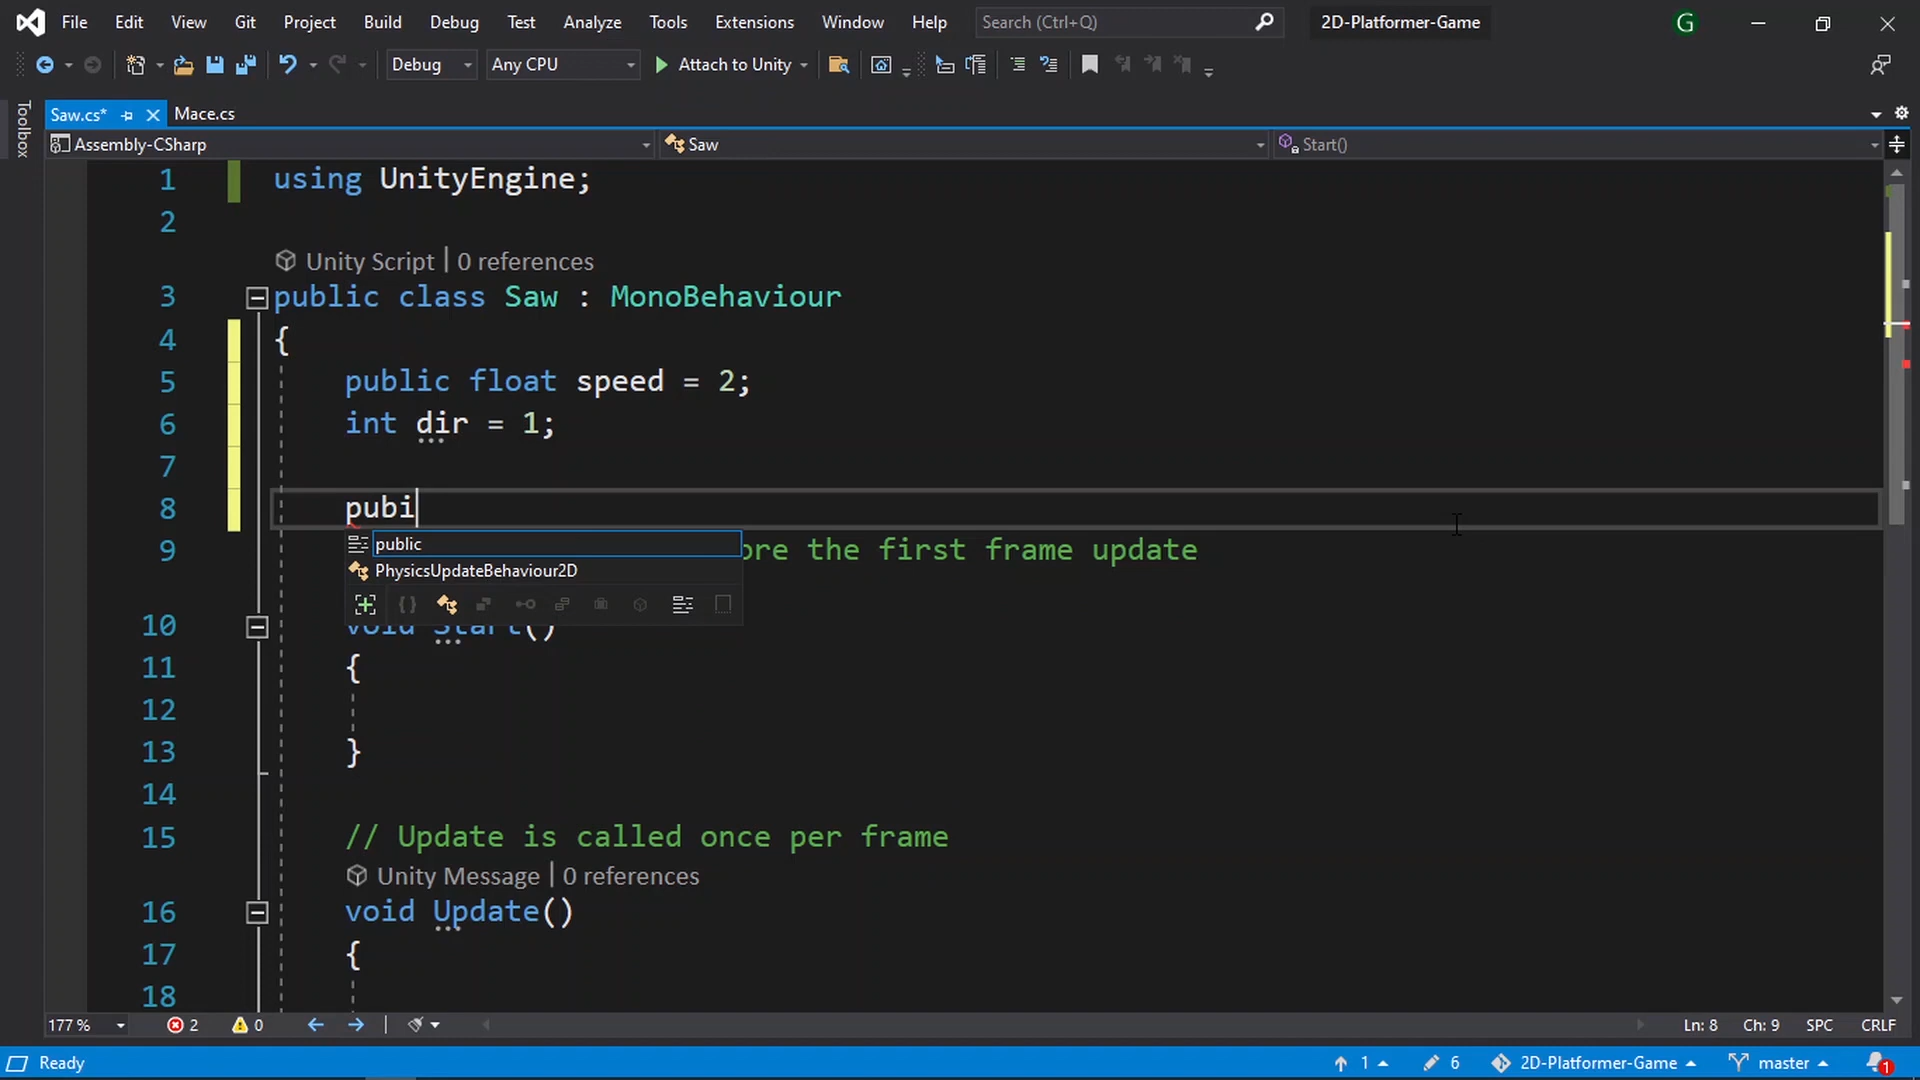 File Edit View Git Project Build Debug Test Analyze Tools Extensions Window Help Search (Ctrl+Q) 2D-Platformer-Game G
Debug Any CPU Attach to Unity
Toolbox
Saw.cs* Mace.cs
Assembly-CSharp Saw Start()
1 using UnityEngine;
2
Unity Script | 0 references
3 public class Saw : MonoBehaviour
4 {
5 public float speed = 2;
6 int dir = 1;
7
8 pubi
public
9 ore the first frame update
PhysicsUpdateBehaviour2D
10 void Start()
11 {
12
13 }
14
15 // Update is called once per frame
Unity Message | 0 references
16 void Update()
17 {
18
177 % 2 0 Ln: 8 Ch: 9 SPC CRLF
Ready 1 6 2D-Platformer-Game master 1